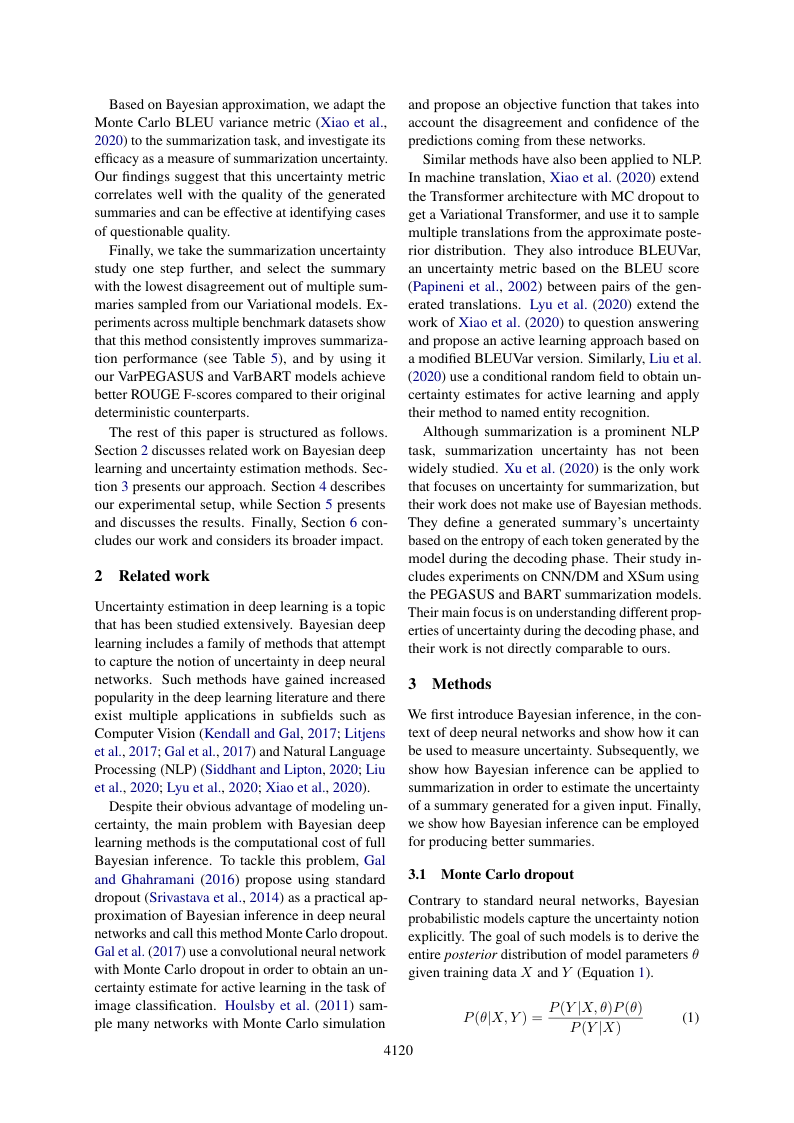 Based on Bayesian approximation, we adapt the
Monte Carlo BLEU variance metric (Xiao et al.,
2020) to the summarization task, and investigate its
efficacy as a measure of summarization uncertainty.
Our findings suggest that this uncertainty metric
correlates well with the quality of the generated
summaries and can be effective at identifying cases
of questionable quality.
Finally, we take the summarization uncertainty
study one step further, and select the summary
with the lowest disagreement out of multiple sum-
maries sampled from our Variational models. Ex-
periments across multiple benchmark datasets show
that this method consistently improves summariza-
tion performance (see Table 5), and by using it
our VarPEGASUS and VarBART models achieve
better ROUGE F-scores compared to their original
deterministic counterparts.
The rest of this paper is structured as follows.
Section 2 discusses related work on Bayesian deep
learning and uncertainty estimation methods. Sec-
tion 3 presents our approach. Section 4 describes
our experimental setup, while Section 5 presents
and discusses the results. Finally, Section 6 con-
cludes our work and considers its broader impact.
2 Related work
Uncertainty estimation in deep learning is a topic
that has been studied extensively. Bayesian deep
learning includes a family of methods that attempt
to capture the notion of uncertainty in deep neural
networks. Such methods have gained increased
popularity in the deep learning literature and there
exist multiple applications in subfields such as
Computer Vision (Kendall and Gal, 2017; Litjens
et al., 2017; Gal et al., 2017) and Natural Language
Processing (NLP) (Siddhant and Lipton, 2020; Liu
et al., 2020; Lyu et al., 2020; Xiao et al., 2020).
Despite their obvious advantage of modeling un-
certainty, the main problem with Bayesian deep
learning methods is the computational cost of full
Bayesian inference. To tackle this problem, Gal
and Ghahramani (2016) propose using standard
dropout (Srivastava et al., 2014) as a practical ap-
proximation of Bayesian inference in deep neural
networks and call this method Monte Carlo dropout.
Gal et al. (2017) use a convolutional neural network
with Monte Carlo dropout in order to obtain an un-
certainty estimate for active learning in the task of
image classification. Houlsby et al. (2011) sam-
ple many networks with Monte Carlo simulation
and propose an objective function that takes into
account the disagreement and confidence of the
predictions coming from these networks.
Similar methods have also been applied to NLP.
In machine translation, Xiao et al. (2020) extend
the Transformer architecture with MC dropout to
get a Variational Transformer, and use it to sample
multiple translations from the approximate poste-
rior distribution. They also introduce BLEUVar,
an uncertainty metric based on the BLEU score
(Papineni et al., 2002) between pairs of the gen-
erated translations. Lyu et al. (2020) extend the
work of Xiao et al. (2020) to question answering
and propose an active learning approach based on
a modified BLEUVar version. Similarly, Liu et al.
(2020) use a conditional random field to obtain un-
certainty estimates for active learning and apply
their method to named entity recognition.
Although summarization is a prominent NLP
task, summarization uncertainty has not been
widely studied. Xu et al. (2020) is the only work
that focuses on uncertainty for summarization, but
their work does not make use of Bayesian methods.
They define a generated summary's uncertainty
based on the entropy of each token generated by the
model during the decoding phase. Their study in-
cludes experiments on CNN/DM and XSum using
the PEGASUS and BART summarization models.
Their main focus is on understanding different prop-
erties of uncertainty during the decoding phase, and
their work is not directly comparable to ours.
3 Methods
We first introduce Bayesian inference, in the con-
text of deep neural networks and show how it can
be used to measure uncertainty. Subsequently, we
show how Bayesian inference can be applied to
summarization in order to estimate the uncertainty
of a summary generated for a given input. Finally,
we show how Bayesian inference can be employed
for producing better summaries.
3.1 Monte Carlo dropout
Contrary to standard neural networks, Bayesian
probabilistic models capture the uncertainty notion
explicitly. The goal of such models is to derive the
entire posterior distribution of model parameters θ
given training data X and Y (Equation 1).
P(θ|X, Y) = P(Y|X, θ)P(θ) / P(Y|X) (1)
4120